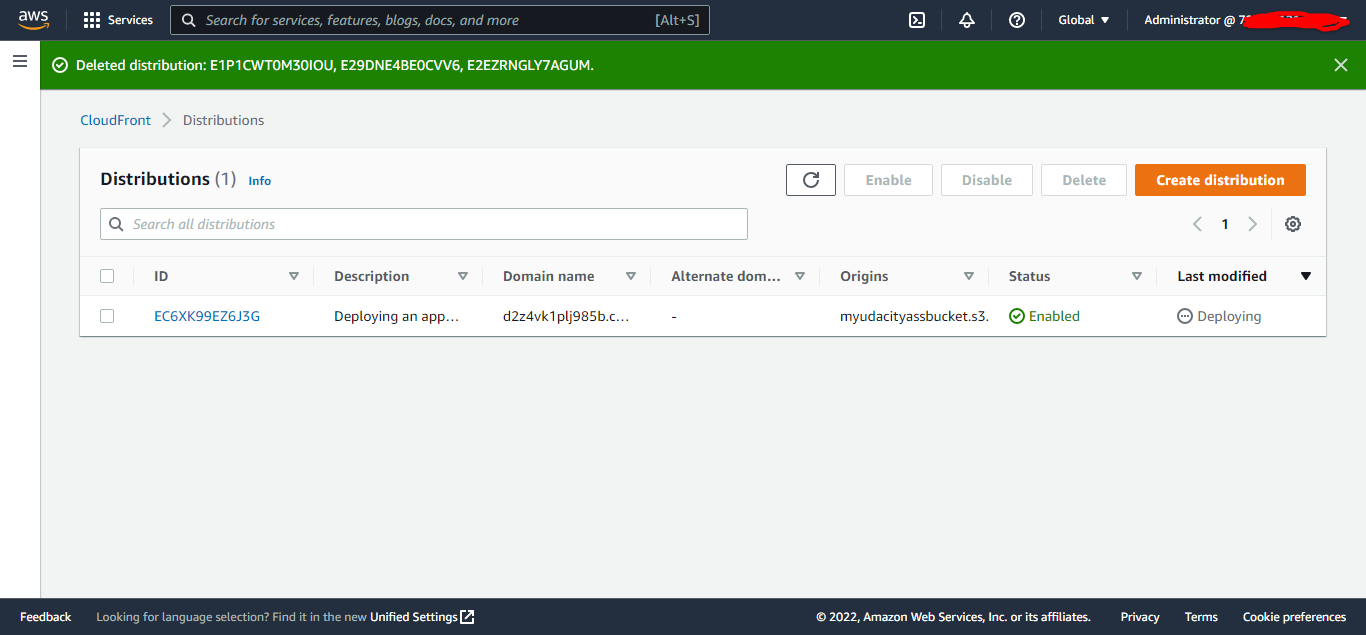 aws Services Search for services, features, blogs, docs, and more [Alt+S] Global Administrator @
Deleted distribution: E1P1CWT0M30IOU, E29DNE4BE0CVV6, E2EZRNGLY7AGUM.
CloudFront Distributions
Distributions (1) Info Enable Disable Delete Create distribution
Search all distributions 1
ID Description Domain name Alternate dom... Origins Status Last modified
EC6XK99EZ6J3G Deploying an app... d2z4vk1plj985b.c... - myudacityassbucket.s3. Enabled Deploying
Feedback Looking for language selection? Find it in the new Unified Settings © 2022, Amazon Web Services, Inc. or its affiliates. Privacy Terms Cookie preferences